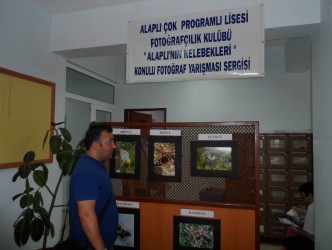 ALAPLI ÇOK PROGRAMLI LİSESİ
FOTOĞRAFÇILIK KULÜBÜ
"ALAPLI'NIN KELEBEKLERİ"
KONULU FOTOĞRAF YARIŞMASI SERGİSİ